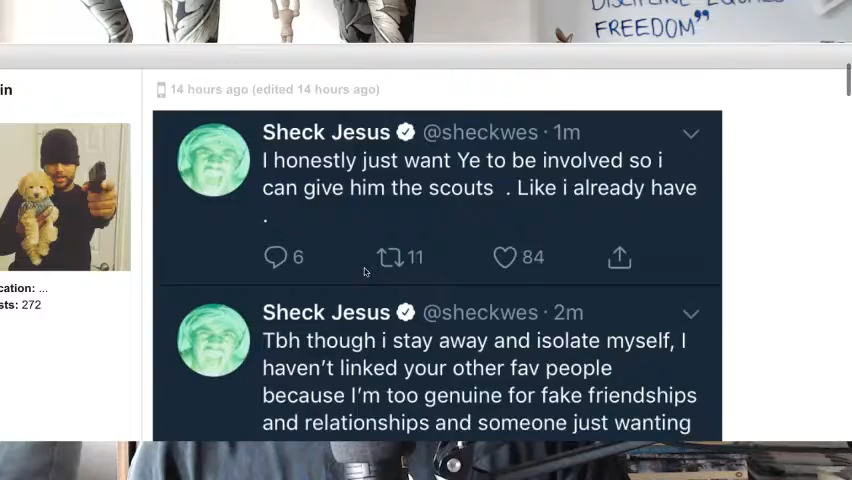 FREEDOM”
in
14 hours ago (edited 14 hours ago)
Sheck Jesus @sheckwes · 1m
I honestly just want Ye to be involved so i
can give him the scouts . Like i already have
.
6 11 84
Sheck Jesus @sheckwes · 2m
Tbh though i stay away and isolate myself, I
haven’t linked your other fav people
because I’m too genuine for fake friendships
and relationships and someone just wanting
cation: ...
sts: 272